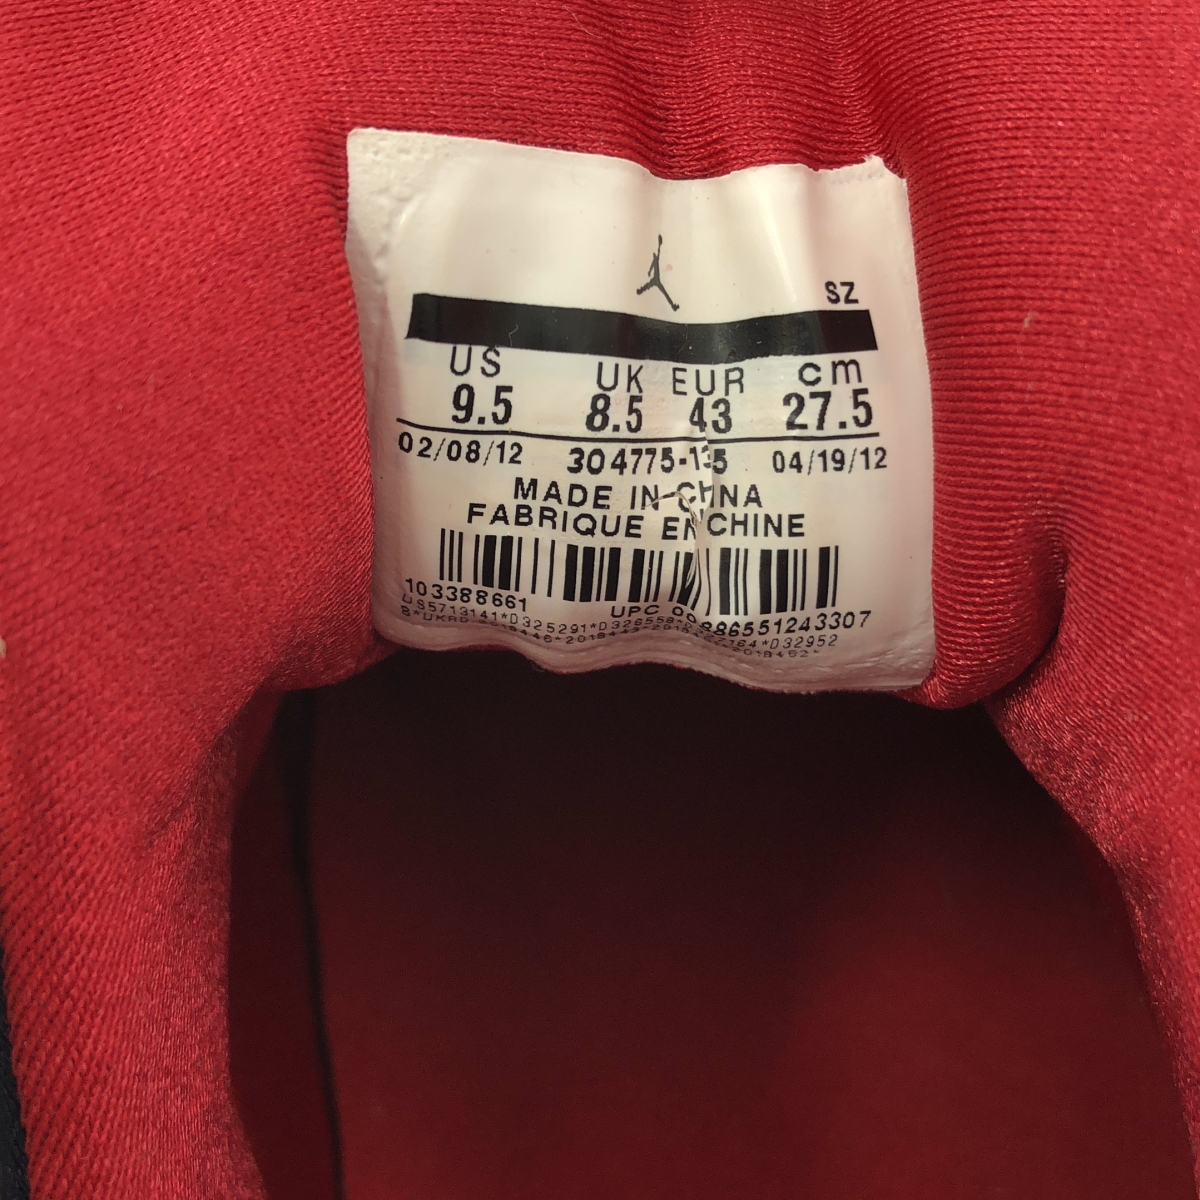 SZ
US UK EUR cm
9.5 8.5 43 27.5
02/08/12 304775-135 04/19/12
MADE IN CHINA
FABRIQUE EN CHINE
103388661
UPC 00886551243307